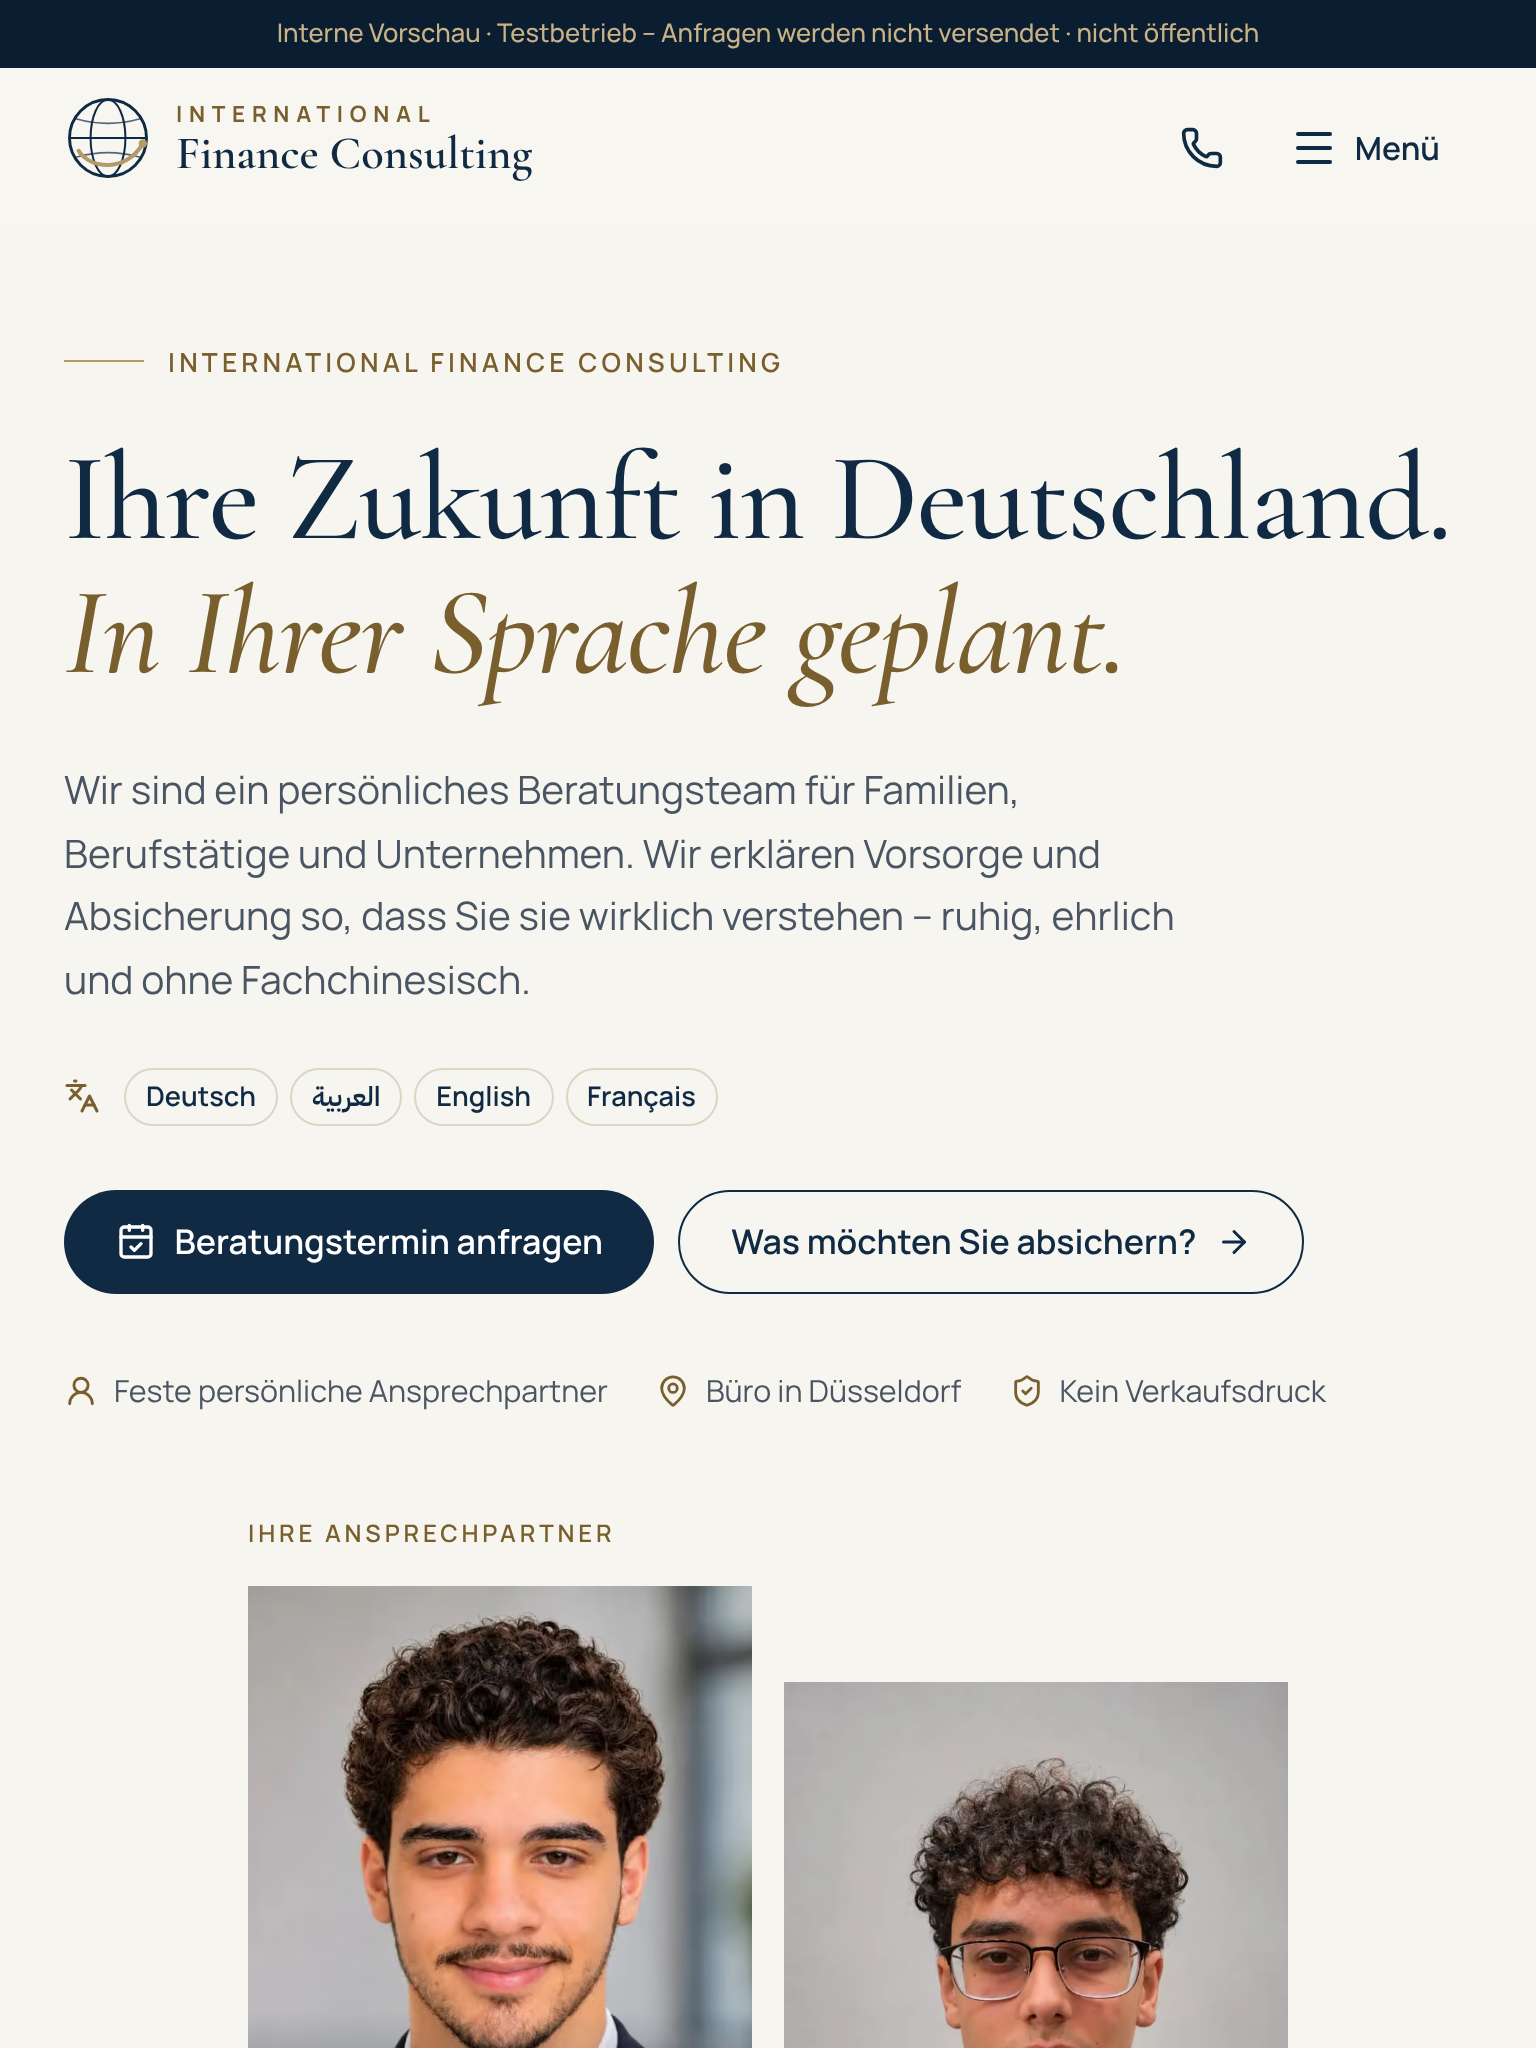 Interne Vorschau · Testbetrieb – Anfragen werden nicht versendet · nicht öffentlich
INTERNATIONAL
Finance Consulting
Menü
INTERNATIONAL FINANCE CONSULTING
Ihre Zukunft in Deutschland.
In Ihrer Sprache geplant.
Wir sind ein persönliches Beratungsteam für Familien,
Berufstätige und Unternehmen. Wir erklären Vorsorge und
Absicherung so, dass Sie sie wirklich verstehen – ruhig, ehrlich
und ohne Fachchinesisch.
Deutsch العربية English Français
Beratungstermin anfragen Was möchten Sie absichern? →
Feste persönliche Ansprechpartner Büro in Düsseldorf Kein Verkaufsdruck
IHRE ANSPRECHPARTNER